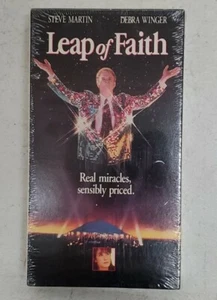 STEVE MARTIN DEBRA WINGER
Leap of Faith
Real miracles,
sensibly priced.